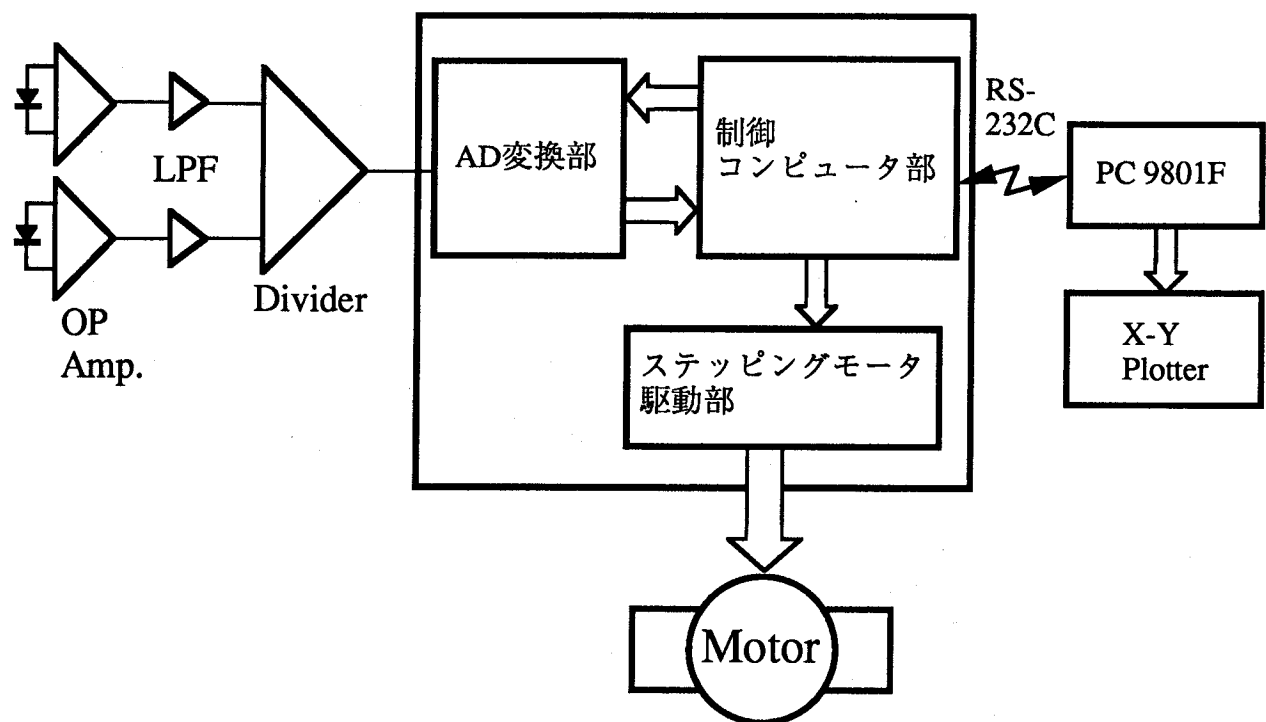 LPF
OP
Amp.
Divider
AD変換部
制御
コンピュータ部
RS-
232C
PC 9801F
X-Y
Plotter
ステッピングモータ
駆動部
Motor